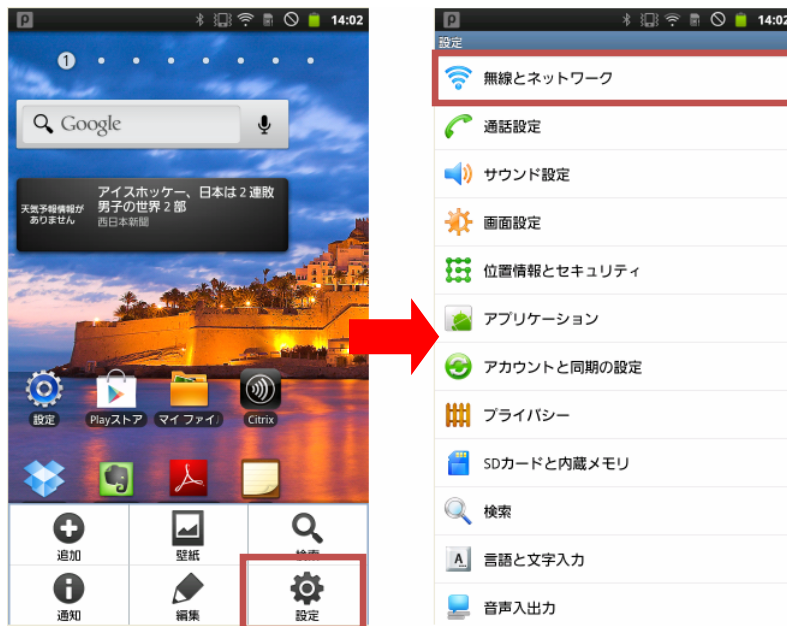 14:02
1
Google
天気予報情報が
ありません
アイスホッケー、日本は2連敗
男子の世界2部
西日本新聞
設定
Playストア
マイ ファイ
Citrix
追加
壁紙
検索
通知
編集
設定
14:02
設定
無線とネットワーク
通話設定
サウンド設定
画面設定
位置情報とセキュリティ
アプリケーション
アカウントと同期の設定
プライバシー
SDカードと内蔵メモリ
検索
A
言語と文字入力
音声入出力